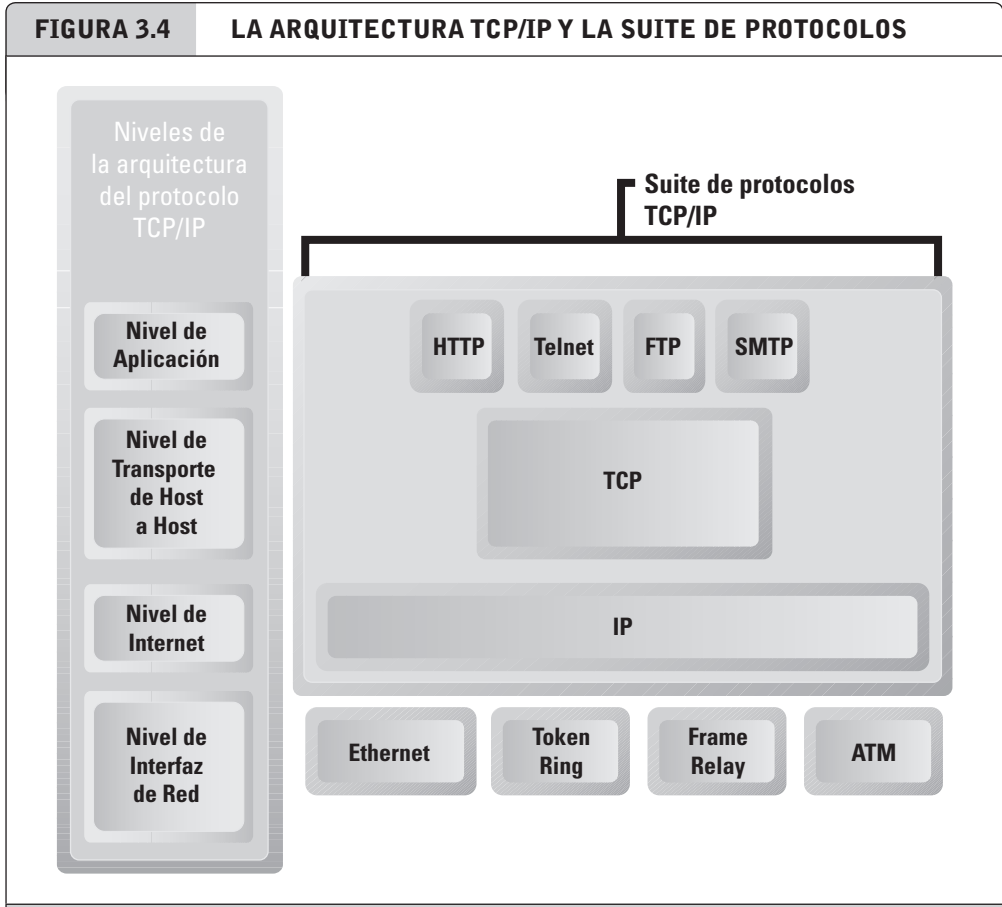 FIGURA 3.4 LA ARQUITECTURA TCP/IP Y LA SUITE DE PROTOCOLOS
Niveles de
la arquitectura
del protocolo
TCP/IP
Suite de protocolos
TCP/IP
Nivel de
Aplicación
HTTP Telnet FTP SMTP
Nivel de
Transporte
de Host
a Host
TCP
Nivel de
Internet
IP
Nivel de
Interfaz
de Red
Ethernet
Token
Ring
Frame
Relay
ATM